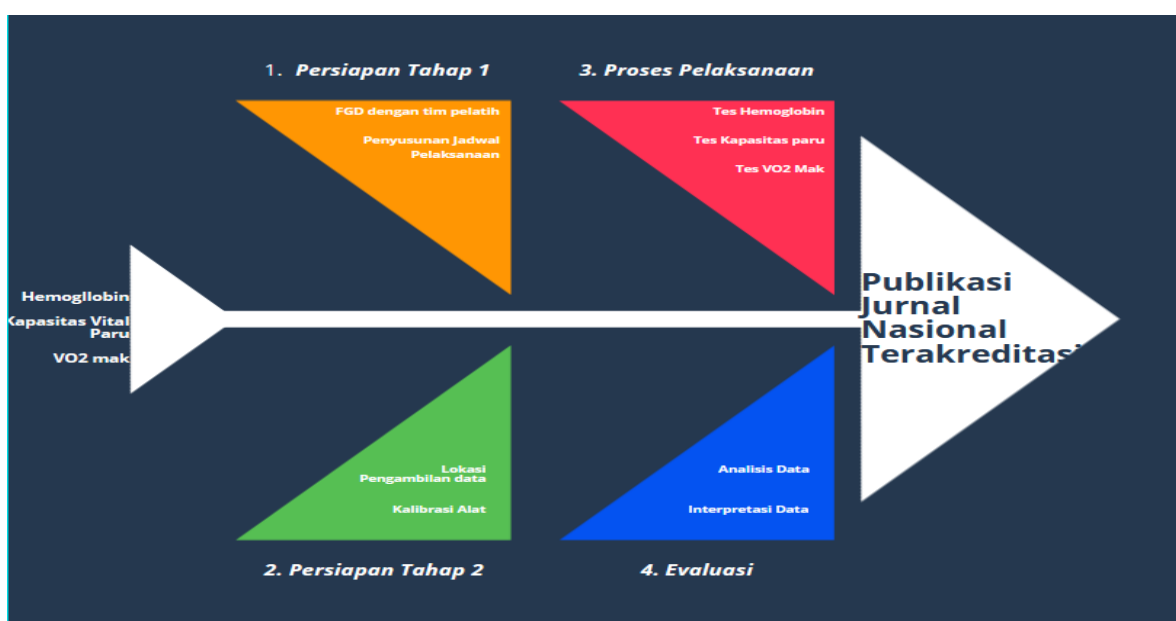 1. Persiapan Tahap 1
FGD dengan tim pelatih
Penyusunan Jadwal
Pelaksanaan
3. Proses Pelaksanaan
Tes Hemoglobin
Tes Kapasitas paru
Tes VO2 Mak
Hemogllobin
Kapasitas Vital
Paru
VO2 mak
Publikasi
Jurnal
Nasional
Terakreditasi
Lokasi
Pengambilan data
Kalibrasi Alat
2. Persiapan Tahap 2
Analisis Data
Interpretasi Data
4. Evaluasi